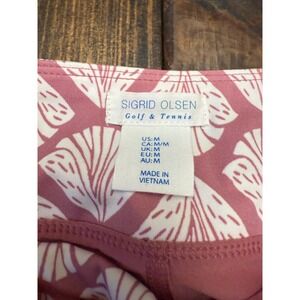 SIGRID OLSEN
Golf & Tennis
US:M
CA:M/M
UK:M
EU:M
AU:M
MADE IN
VIETNAM